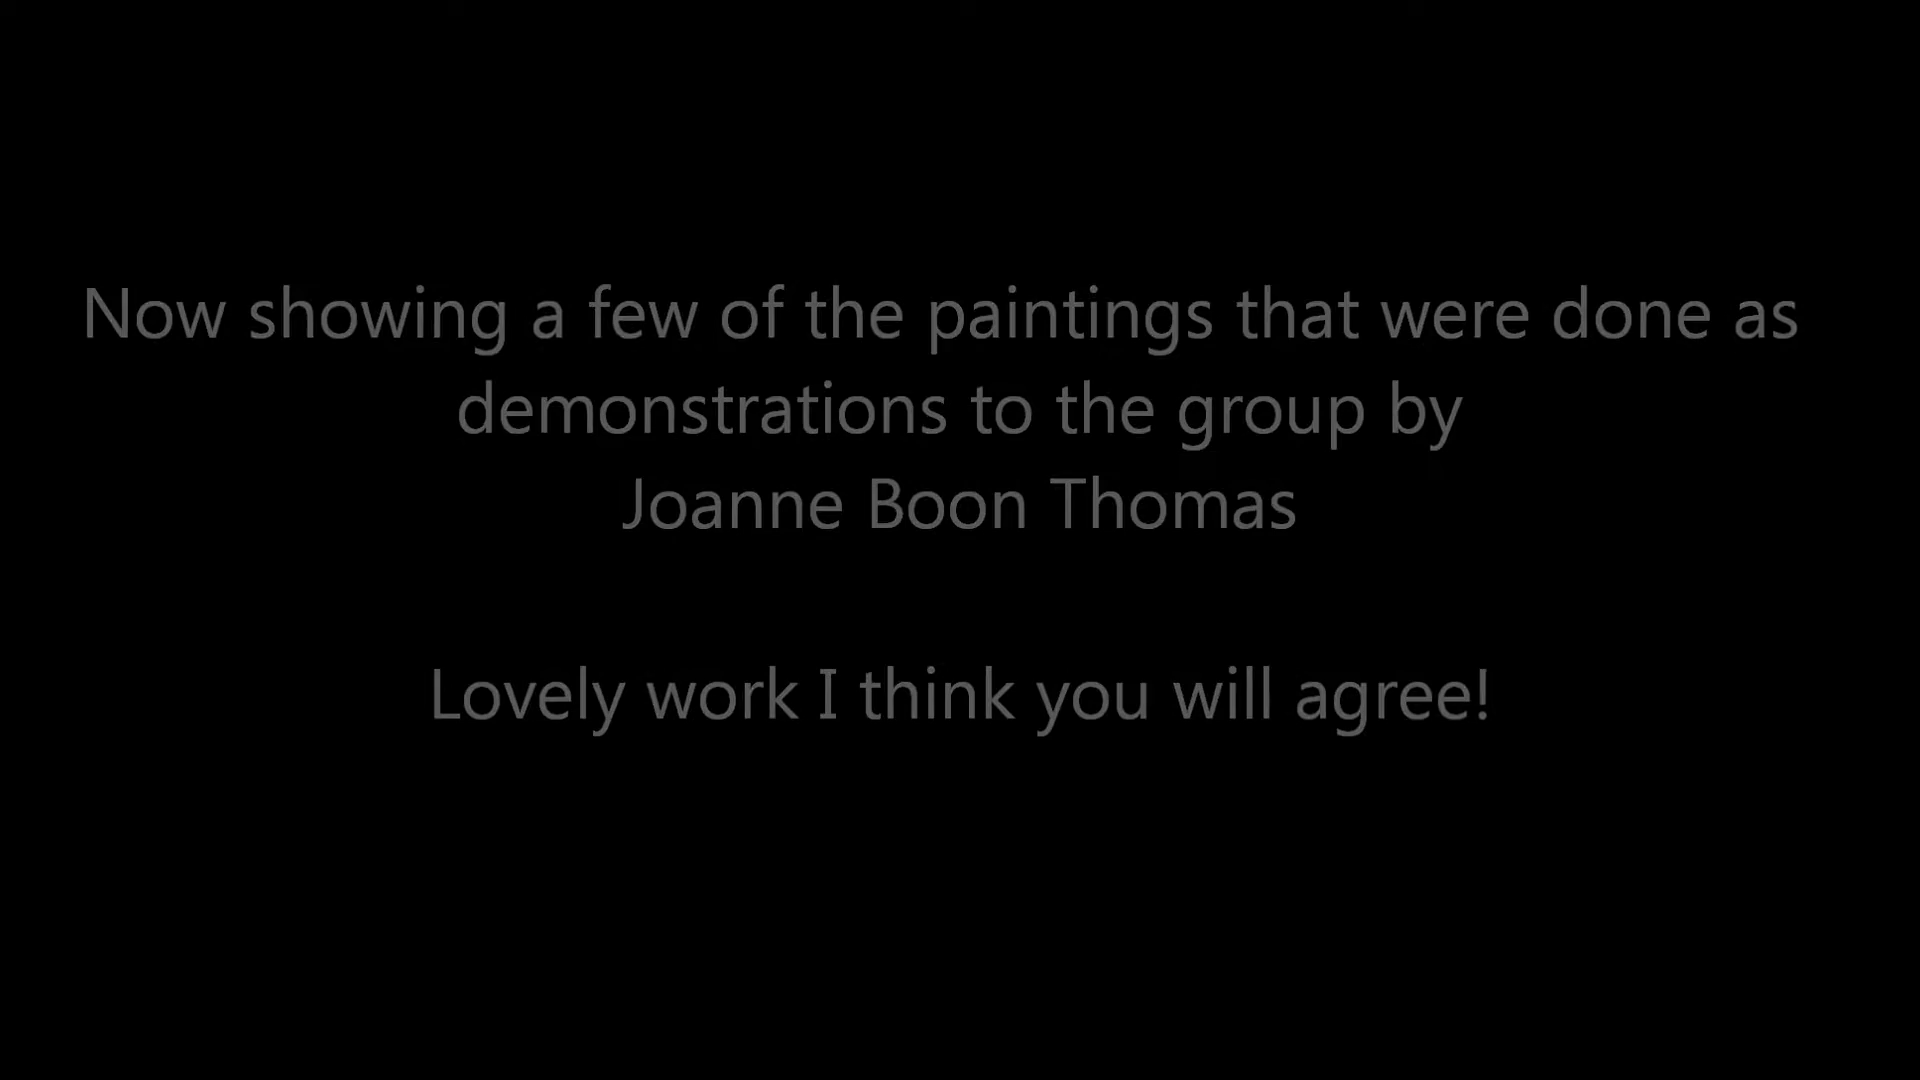 Now showing a few of the paintings that were done as
demonstrations to the group by
Joanne Boon Thomas
Lovely work I think you will agree!